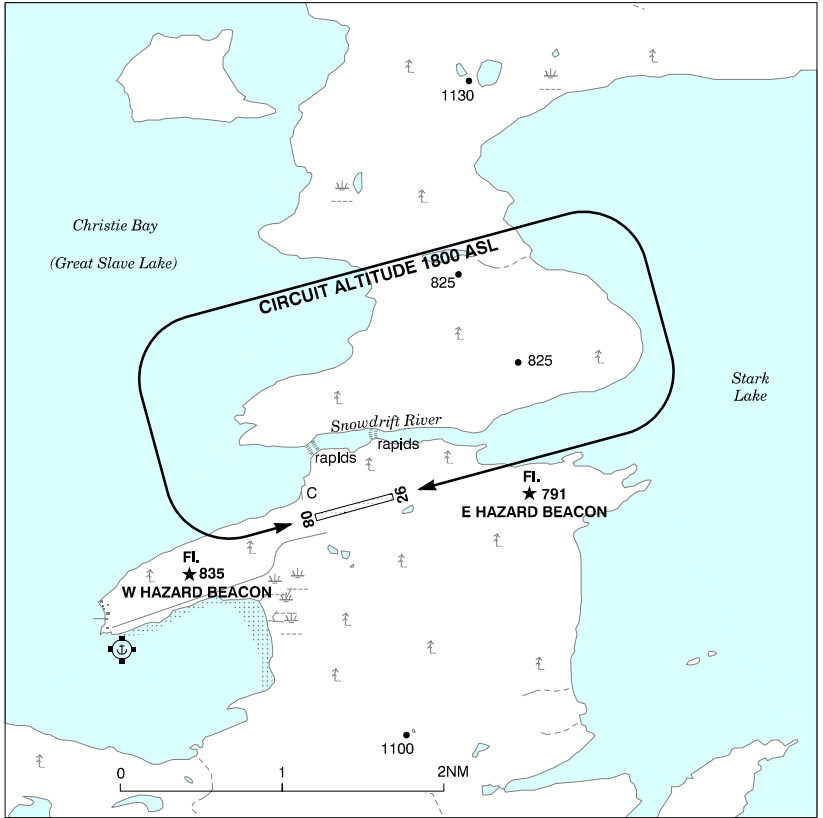 1130
Christie Bay
(Great Slave Lake)
CIRCUIT ALTITUDE 1800 ASL
825
825
Stark
Lake
Snowdrift River
rapids
rapids
C
08
26
Fl.
791
E HAZARD BEACON
Fl.
835
W HAZARD BEACON
1100
0
1
2NM